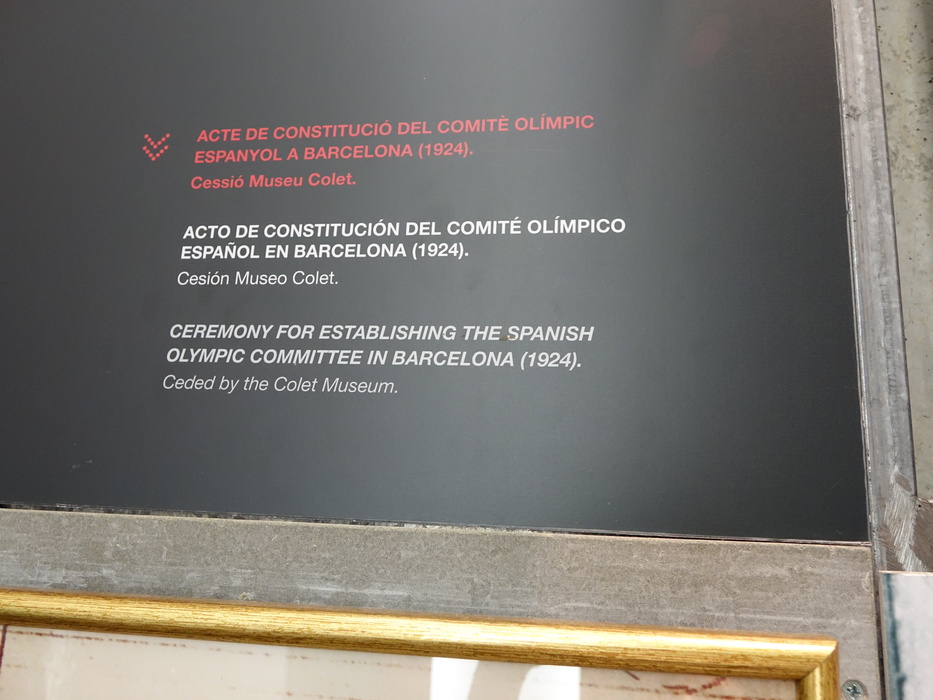 ACTE DE CONSTITUCIÓ DEL COMITÈ OLÍMPIC
ESPANYOL A BARCELONA (1924).
Cessió Museu Colet.
ACTO DE CONSTITUCIÓN DEL COMITÉ OLÍMPICO
ESPAÑOL EN BARCELONA (1924).
Cesión Museo Colet.
CEREMONY FOR ESTABLISHING THE SPANISH
OLYMPIC COMMITTEE IN BARCELONA (1924).
Ceded by the Colet Museum.